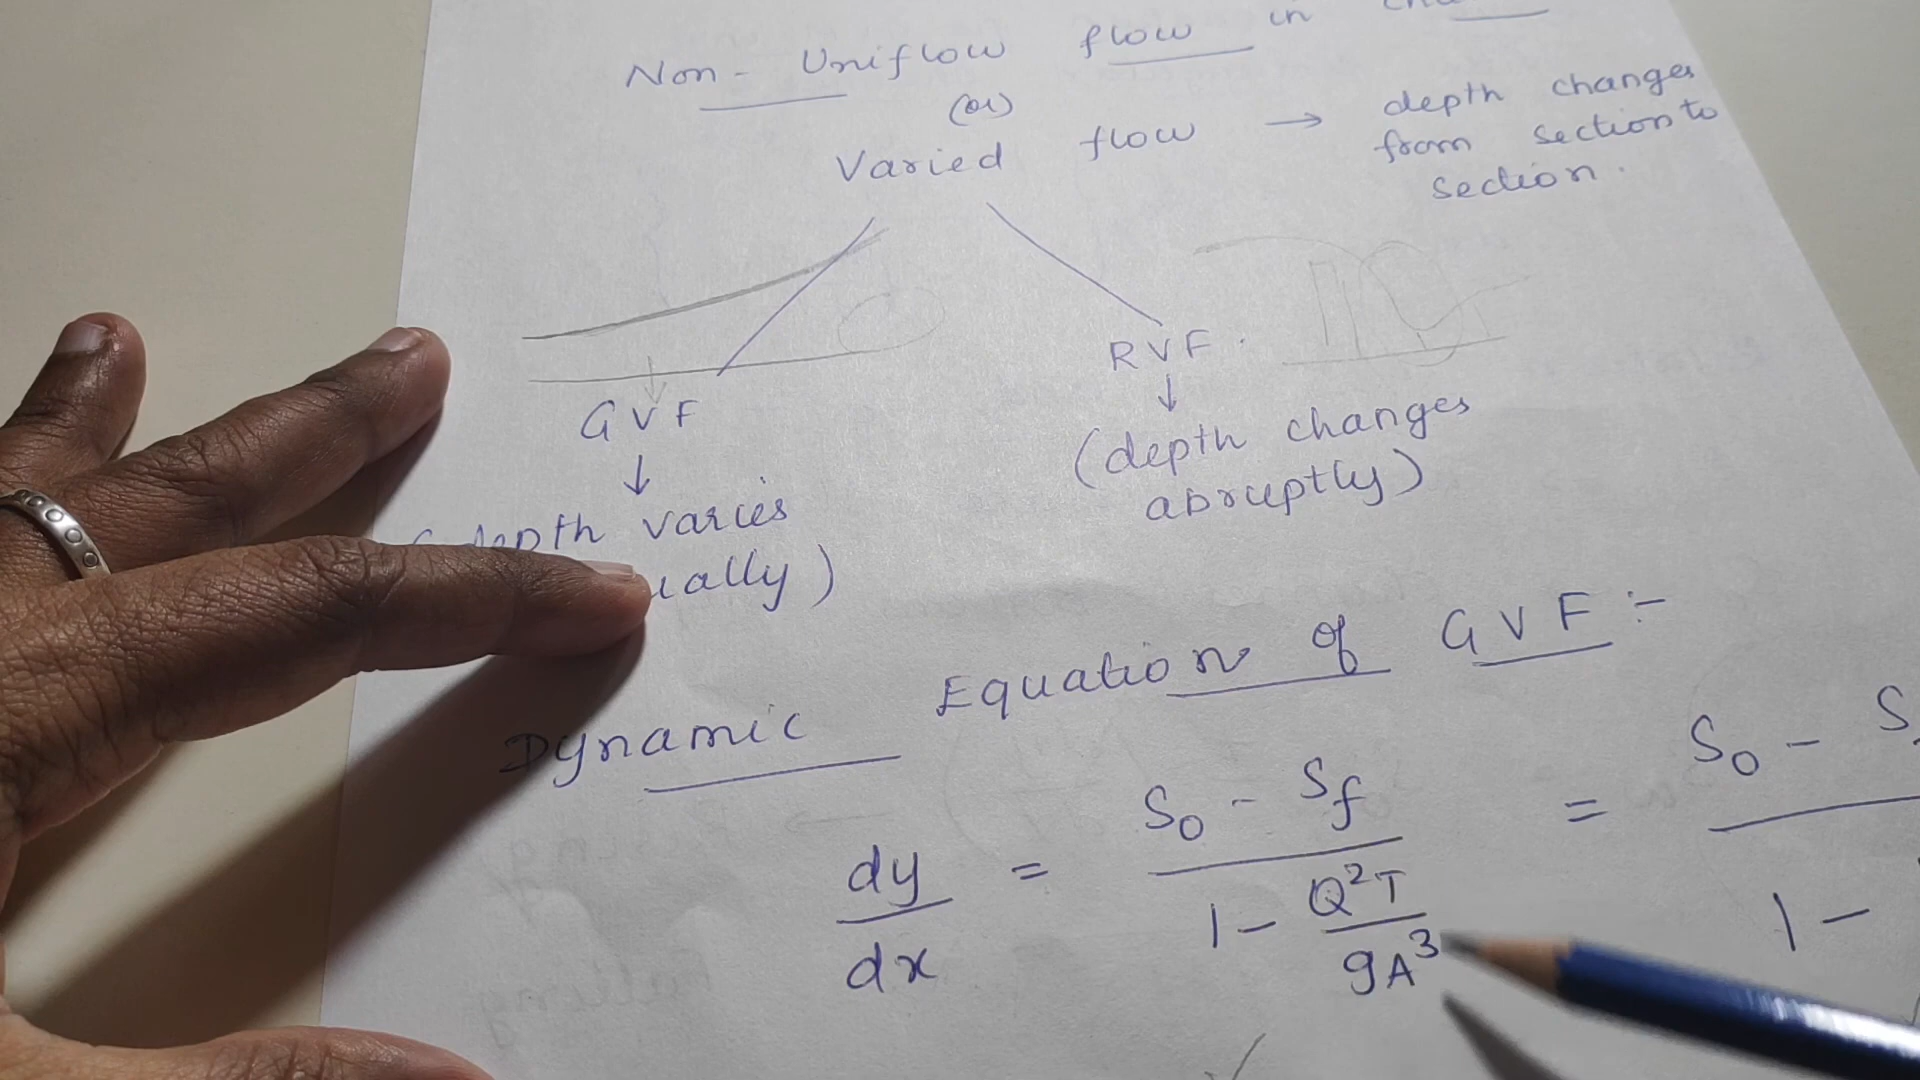 Non- Uniflow flow in
(or)
Varied flow → depth changes
from section to
section.
GVF
↓
depth varies
RVF.
↓
(depth changes
abruptly)
Dynamic Equation of GVF :-
dy/dx = (S₀ - Sf) / (1 - Q²T/gA³) = S₀ - S
1 -